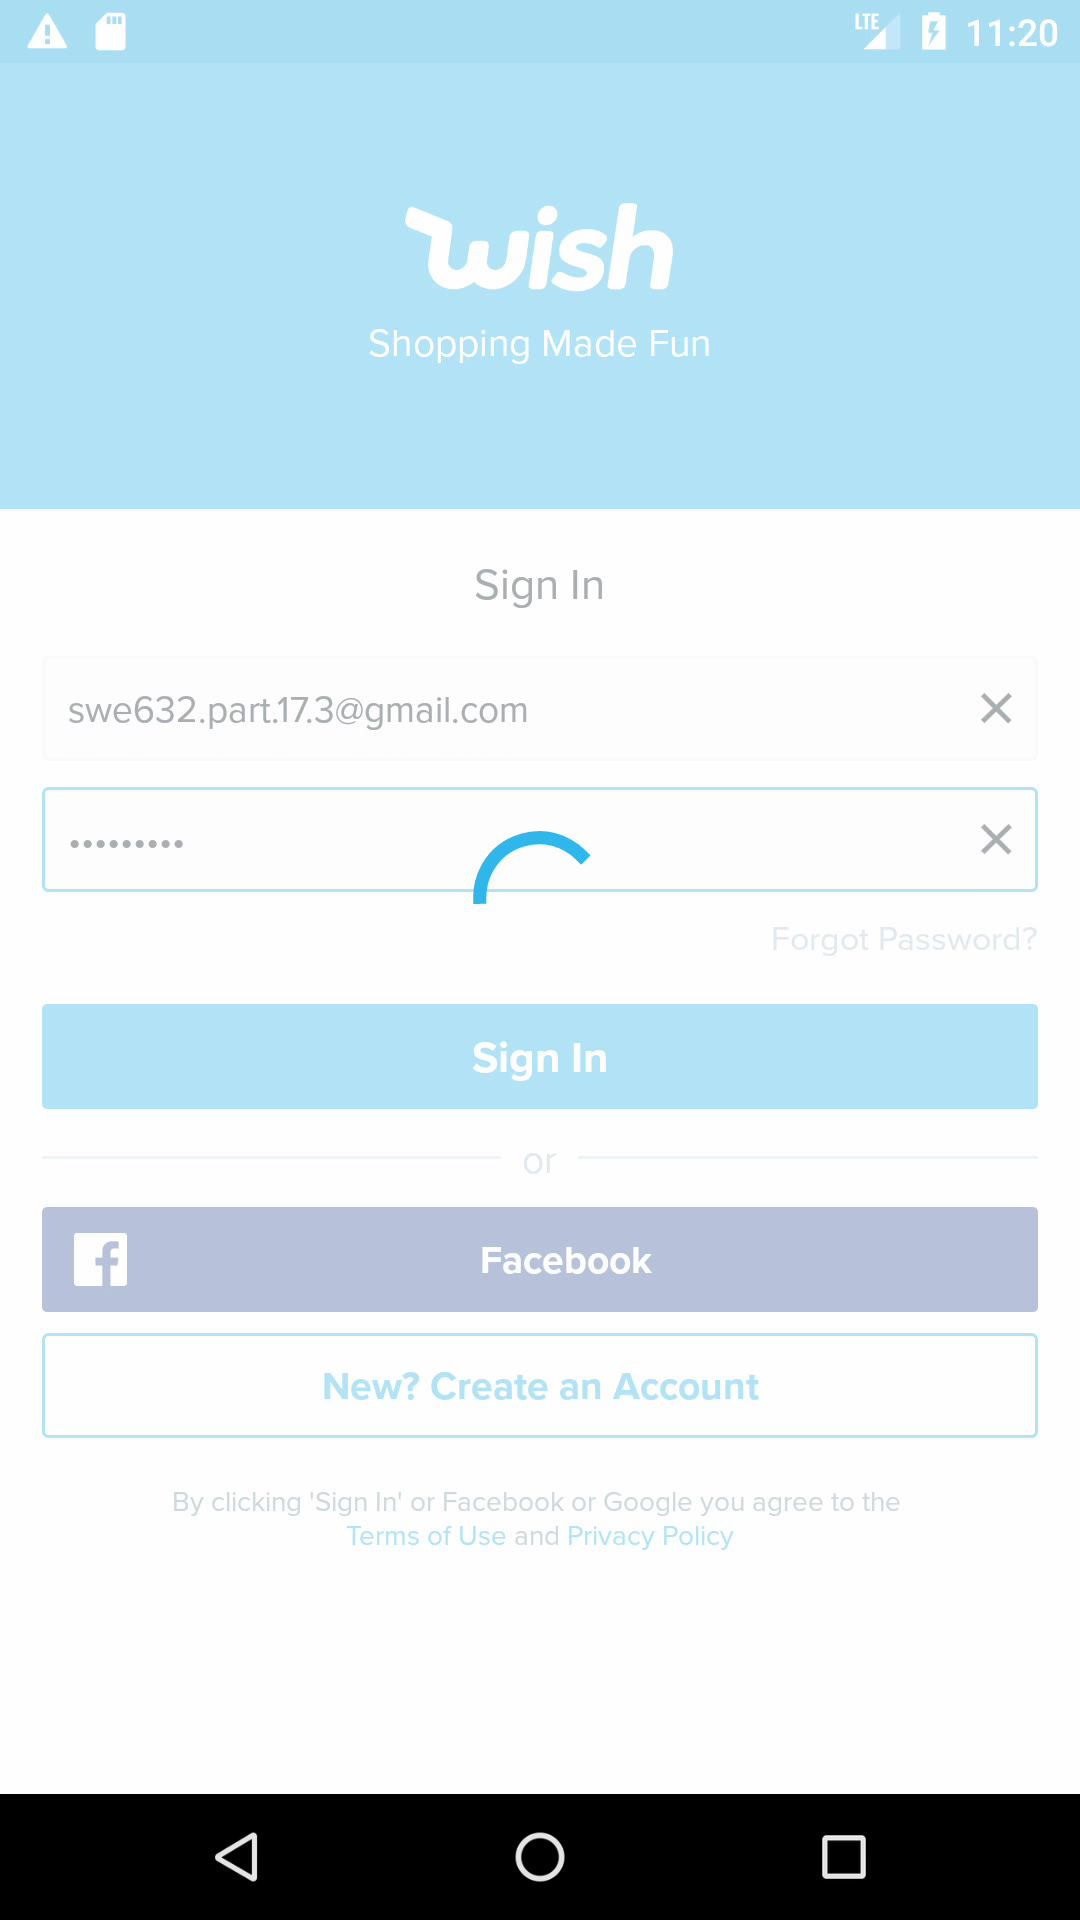 LTE 11:20
wish
Shopping Made Fun
Sign In
swe632.part.17.3@gmail.com
•••••••••
Forgot Password?
Sign In
or
Facebook
New? Create an Account
By clicking 'Sign In' or Facebook or Google you agree to the
Terms of Use and Privacy Policy